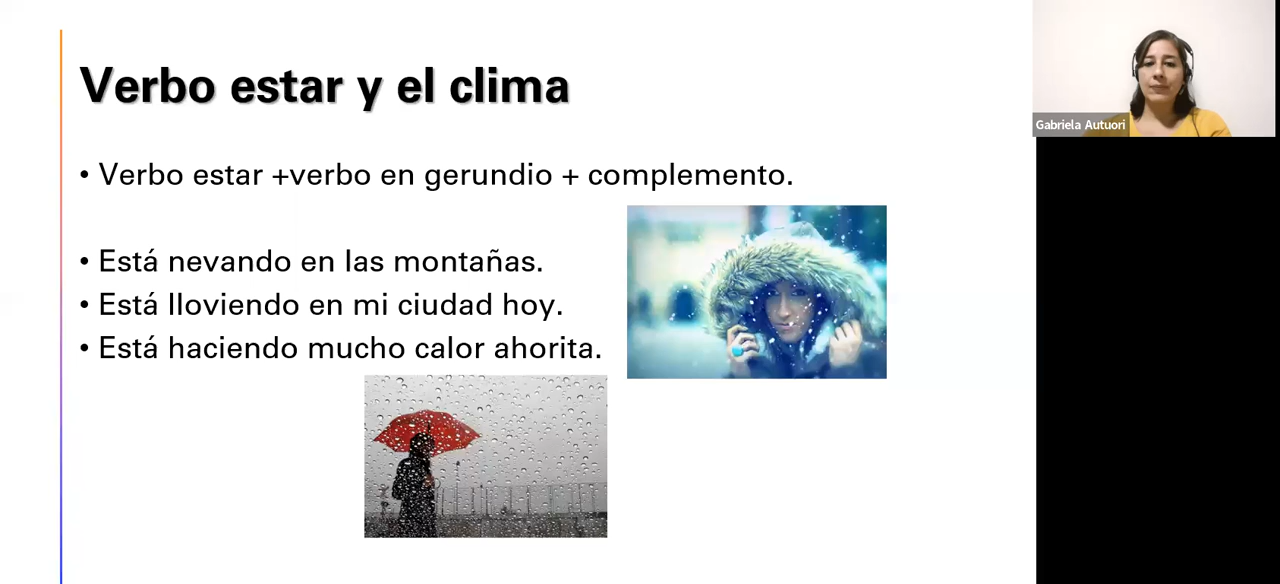 Verbo estar y el clima
• Verbo estar +verbo en gerundio + complemento.
• Está nevando en las montañas.
• Está lloviendo en mi ciudad hoy.
• Está haciendo mucho calor ahorita.
Gabriela Autuori